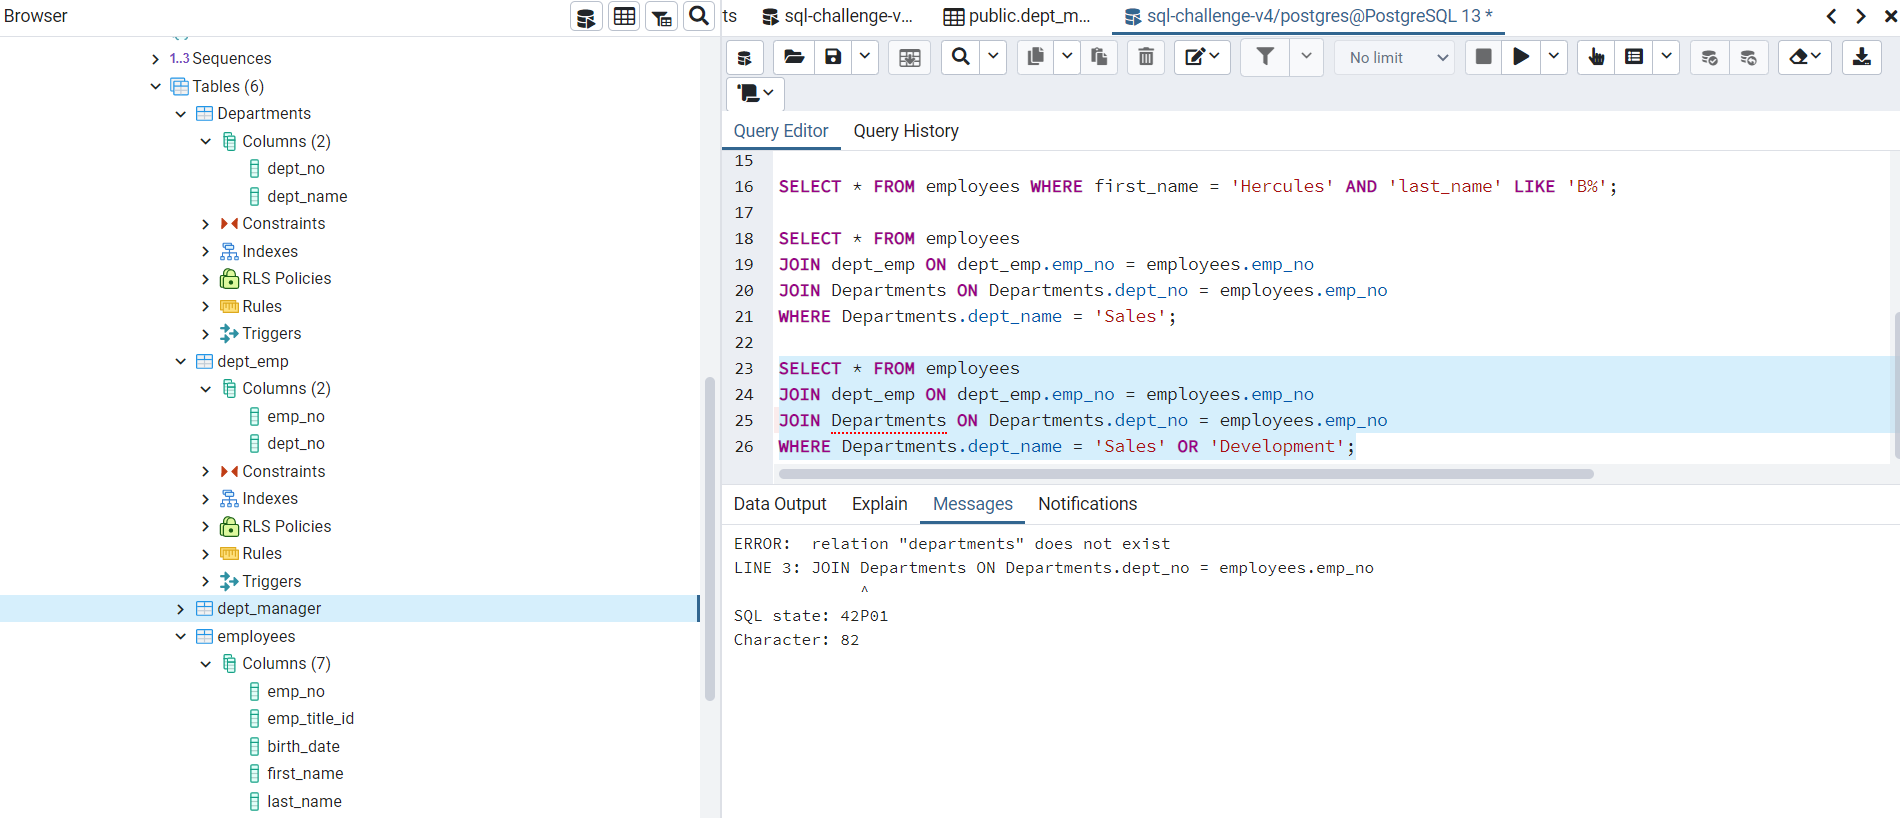 Browser
ts
sql-challenge-v...
public.dept_m...
sql-challenge-v4/postgres@PostgreSQL 13 *
No limit
1..3 Sequences
Tables (6)
Departments
Columns (2)
dept_no
dept_name
Constraints
Indexes
RLS Policies
Rules
Triggers
dept_emp
Columns (2)
emp_no
dept_no
Constraints
Indexes
RLS Policies
Rules
Triggers
dept_manager
employees
Columns (7)
emp_no
emp_title_id
birth_date
first_name
last_name
Query Editor Query History
15
16 SELECT * FROM employees WHERE first_name = 'Hercules' AND 'last_name' LIKE 'B%';
17
18 SELECT * FROM employees
19 JOIN dept_emp ON dept_emp.emp_no = employees.emp_no
20 JOIN Departments ON Departments.dept_no = employees.emp_no
21 WHERE Departments.dept_name = 'Sales';
22
23 SELECT * FROM employees
24 JOIN dept_emp ON dept_emp.emp_no = employees.emp_no
25 JOIN Departments ON Departments.dept_no = employees.emp_no
26 WHERE Departments.dept_name = 'Sales' OR 'Development';
Data Output Explain Messages Notifications
ERROR:  relation "departments" does not exist
LINE 3: JOIN Departments ON Departments.dept_no = employees.emp_no
^
SQL state: 42P01
Character: 82